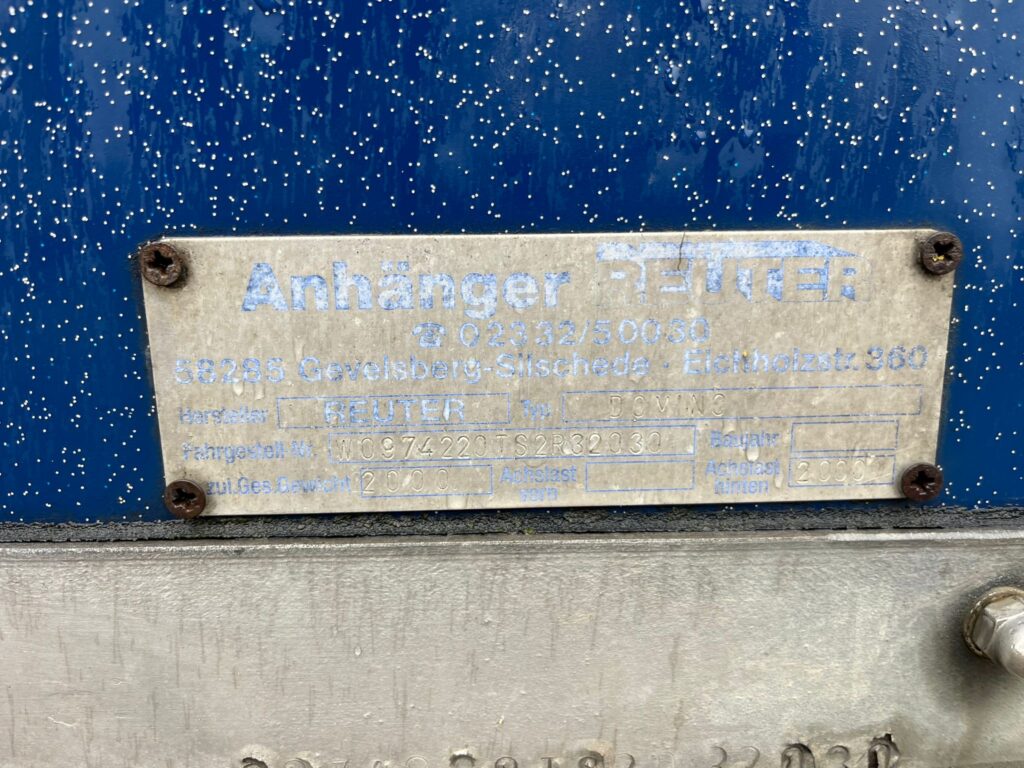 Anhänger REUTER
☎ 02332/50030
58285 Gevelsberg-Silschede · Eichholzstr. 360
Hersteller REUTER Typ DOMINO
Fahrgestell-Nr. W0974220TS2R32030 Baujahr
zul.Ges.Gewicht 2000 Achslast vorn Achslast hinten 2000